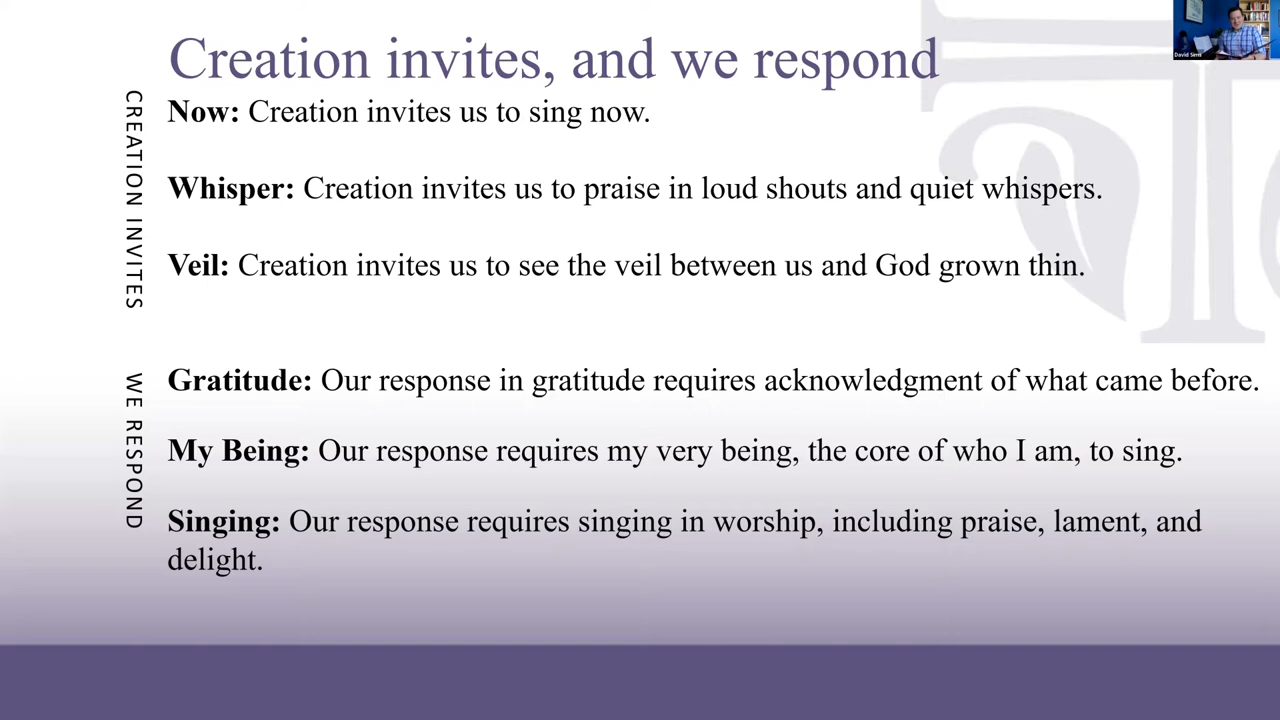 Creation invites, and we respond
CREATION INVITES
Now: Creation invites us to sing now.
Whisper: Creation invites us to praise in loud shouts and quiet whispers.
Veil: Creation invites us to see the veil between us and God grown thin.
WE RESPOND
Gratitude: Our response in gratitude requires acknowledgment of what came before.
My Being: Our response requires my very being, the core of who I am, to sing.
Singing: Our response requires singing in worship, including praise, lament, and
delight.
David Sims